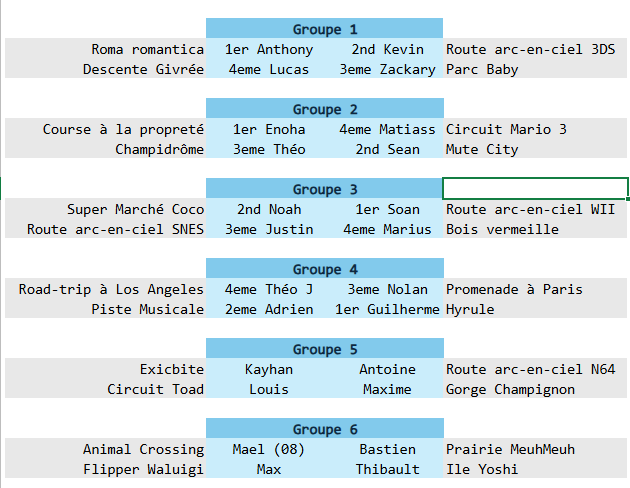 Groupe 1
Roma romantica 1er Anthony 2nd Kevin Route arc-en-ciel 3DS
Descente Givrée 4eme Lucas 3eme Zackary Parc Baby
Groupe 2
Course à la propreté 1er Enoha 4eme Matiass Circuit Mario 3
Champidrôme 3eme Théo 2nd Sean Mute City
Groupe 3
Super Marché Coco 2nd Noah 1er Soan Route arc-en-ciel WII
Route arc-en-ciel SNES 3eme Justin 4eme Marius Bois vermeille
Groupe 4
Road-trip à Los Angeles 4eme Théo J 3eme Nolan Promenade à Paris
Piste Musicale 2eme Adrien 1er Guilherme Hyrule
Groupe 5
Exicbite Kayhan Antoine Route arc-en-ciel N64
Circuit Toad Louis Maxime Gorge Champignon
Groupe 6
Animal Crossing Mael (08) Bastien Prairie MeuhMeuh
Flipper Waluigi Max Thibault Ile Yoshi